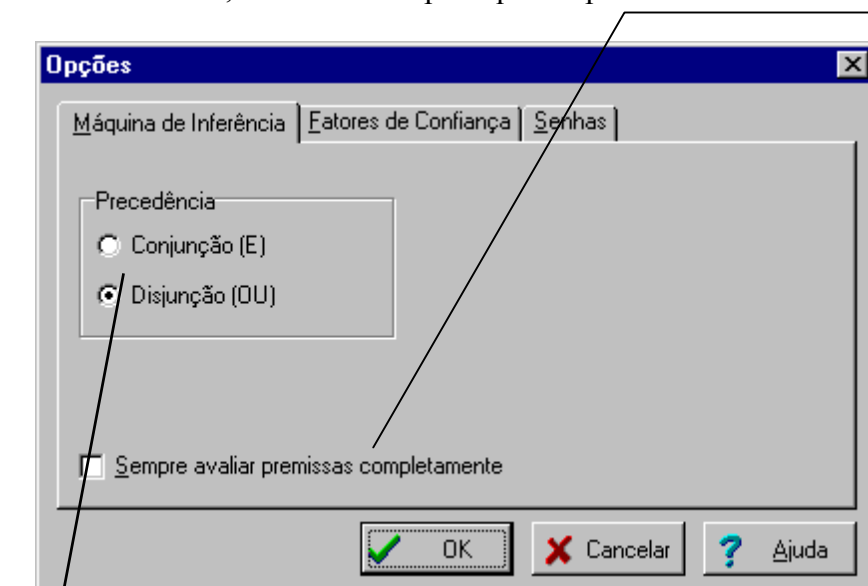 Opções
Máquina de Inferência Fatores de Confiança Senhas
Precedência
Conjunção (E)
Disjunção (OU)
Sempre avaliar premissas completamente
OK Cancelar Ajuda